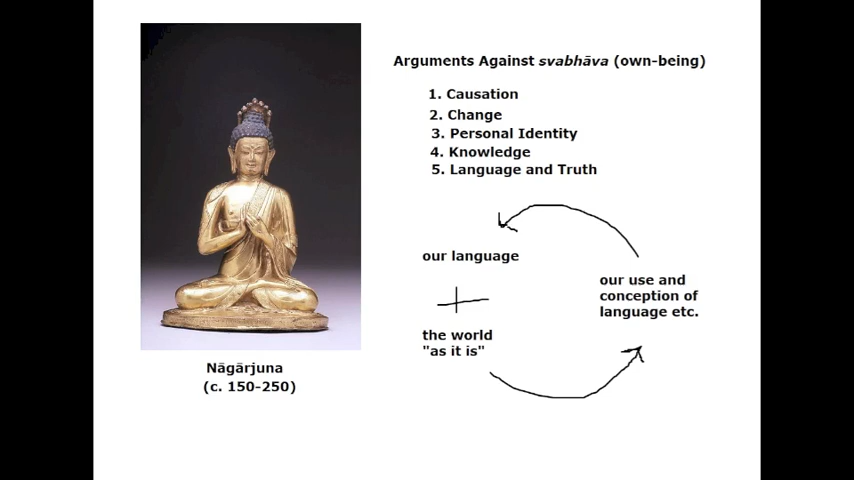 Arguments Against svabhāva (own-being)
1. Causation
2. Change
3. Personal Identity
4. Knowledge
5. Language and Truth
our language
+
the world
"as it is"
our use and
conception of
language etc.
Nāgārjuna
(c. 150-250)